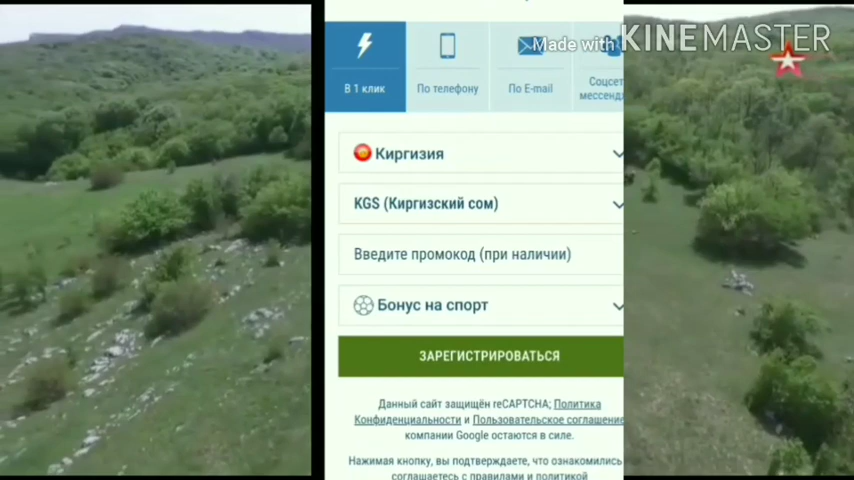 Made with KINEMASTER
В 1 клик
По телефону
По E-mail
Соцсет
мессенд
Киргизия
KGS (Киргизский сом)
Введите промокод (при наличии)
Бонус на спорт
ЗАРЕГИСТРИРОВАТЬСЯ
Данный сайт защищён reCAPTCHA; Политика
Конфиденциальности и Пользовательское соглашение
компании Google остаются в силе.
Нажимая кнопку, вы подтверждаете, что ознакомились
соглашаетесь с правилами и политикой